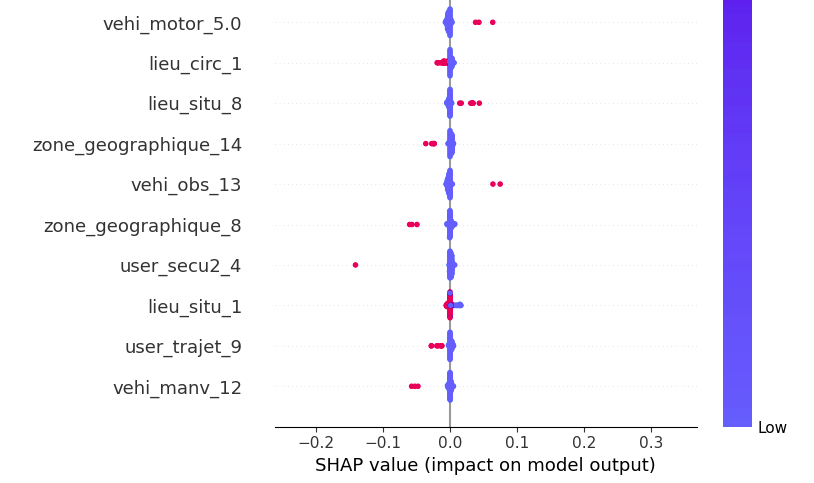 vehi_motor_5.0
lieu_circ_1
lieu_situ_8
zone_geographique_14
vehi_obs_13
zone_geographique_8
user_secu2_4
lieu_situ_1
user_trajet_9
vehi_manv_12
Low
−0.2 −0.1 0.0 0.1 0.2 0.3
SHAP value (impact on model output)